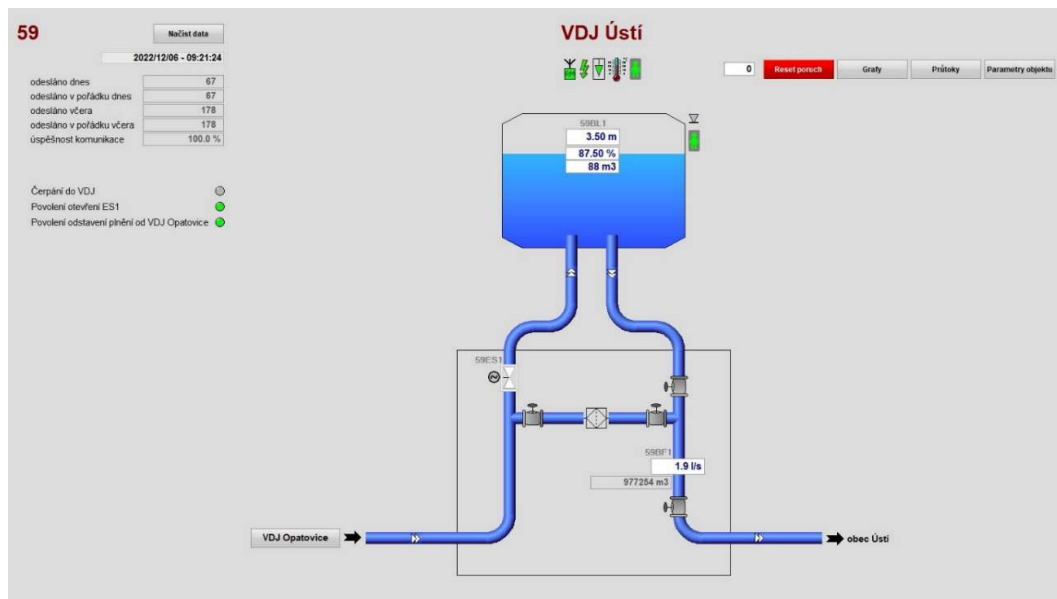 59
Načíst data
2022/12/06 - 09:21:24
odesláno dnes 67
odesláno v pořádku dnes 67
odesláno včera 178
odesláno v pořádku včera 178
úspěšnost komunikace 100.0 %
Čerpání do VDJ
Povolení otevření ES1
Povolení odstavení plnění od VDJ Opatovice
VDJ Ústí
0 Reset poruch Grafy Průtoky Parametry objektu
59BL1
3.50 m
87.50 %
88 m3
59ES1
59BF1
1.9 l/s
977254 m3
VDJ Opatovice
obec Ústí